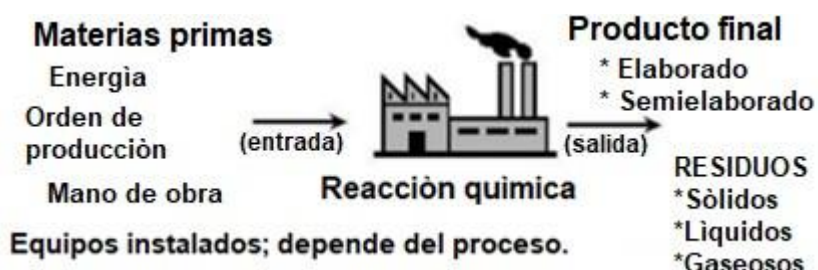 Materias primas
Energìa
Orden de
producciòn
Mano de obra
(entrada)
Reacciòn quimica
(salida)
Producto final
* Elaborado
* Semielaborado
RESIDUOS
*Sòlidos
*Lìquidos
*Gaseosos
Equipos instalados; depende del proceso.